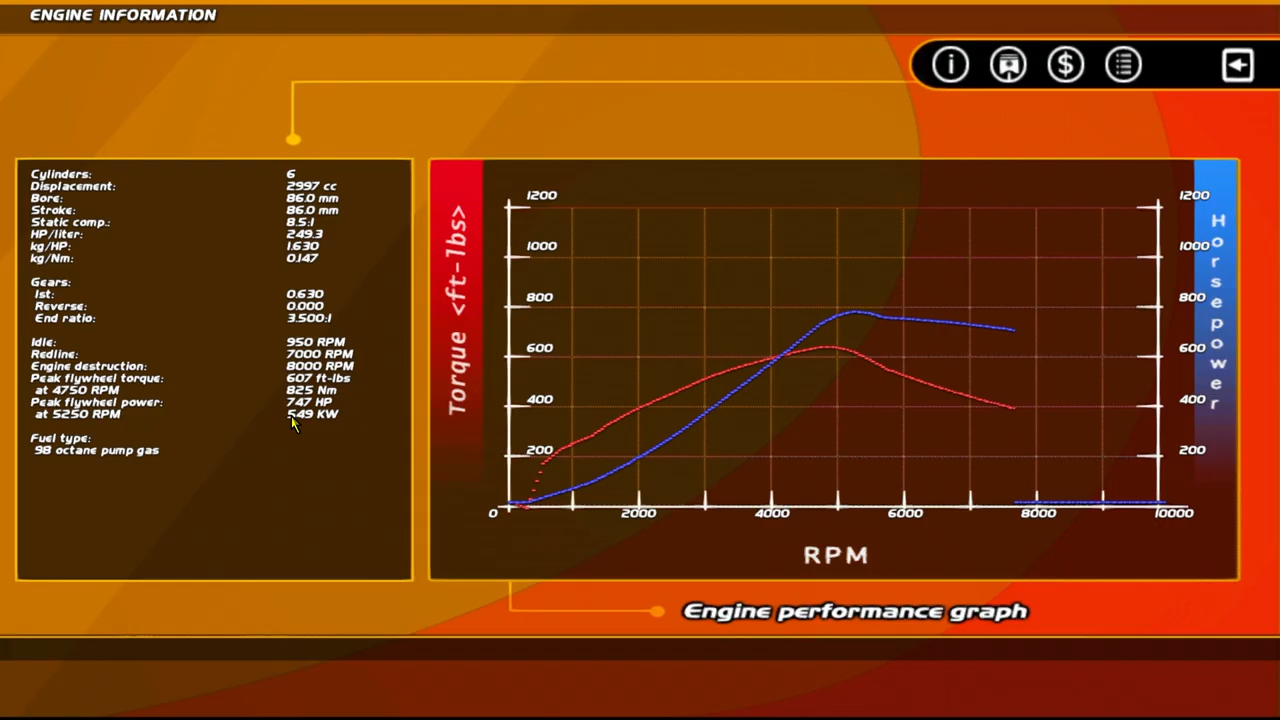 ENGINE INFORMATION
Cylinders: 6
Displacement: 2997 cc
Bore: 86.0 mm
Stroke: 86.0 mm
Static comp.: 8.5:1
HP/liter: 249.3
kg/HP: 1.630
kg/Nm: 0.147
Gears:
1st: 0.630
Reverse: 0.000
End ratio: 3.500:1
Idle: 950 RPM
Redline: 7000 RPM
Engine destruction: 8000 RPM
Peak flywheel torque: 607 ft-lbs
at 4750 RPM 825 Nm
Peak flywheel power: 747 HP
at 5250 RPM 549 KW
Fuel type:
98 octane pump gas
Torque <ft-lbs>
1200
1000
800
600
400
200
0 2000 4000 6000 8000 10000
RPM
1200
1000
800
600
400
200
Horsepower
Engine performance graph